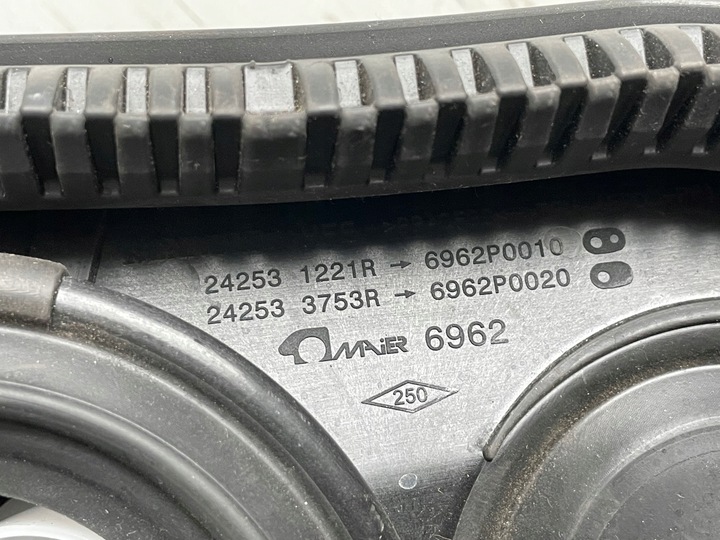 24253 1221R → 6962P0010
24253 3753R → 6962P0020
MAIER 6962
250